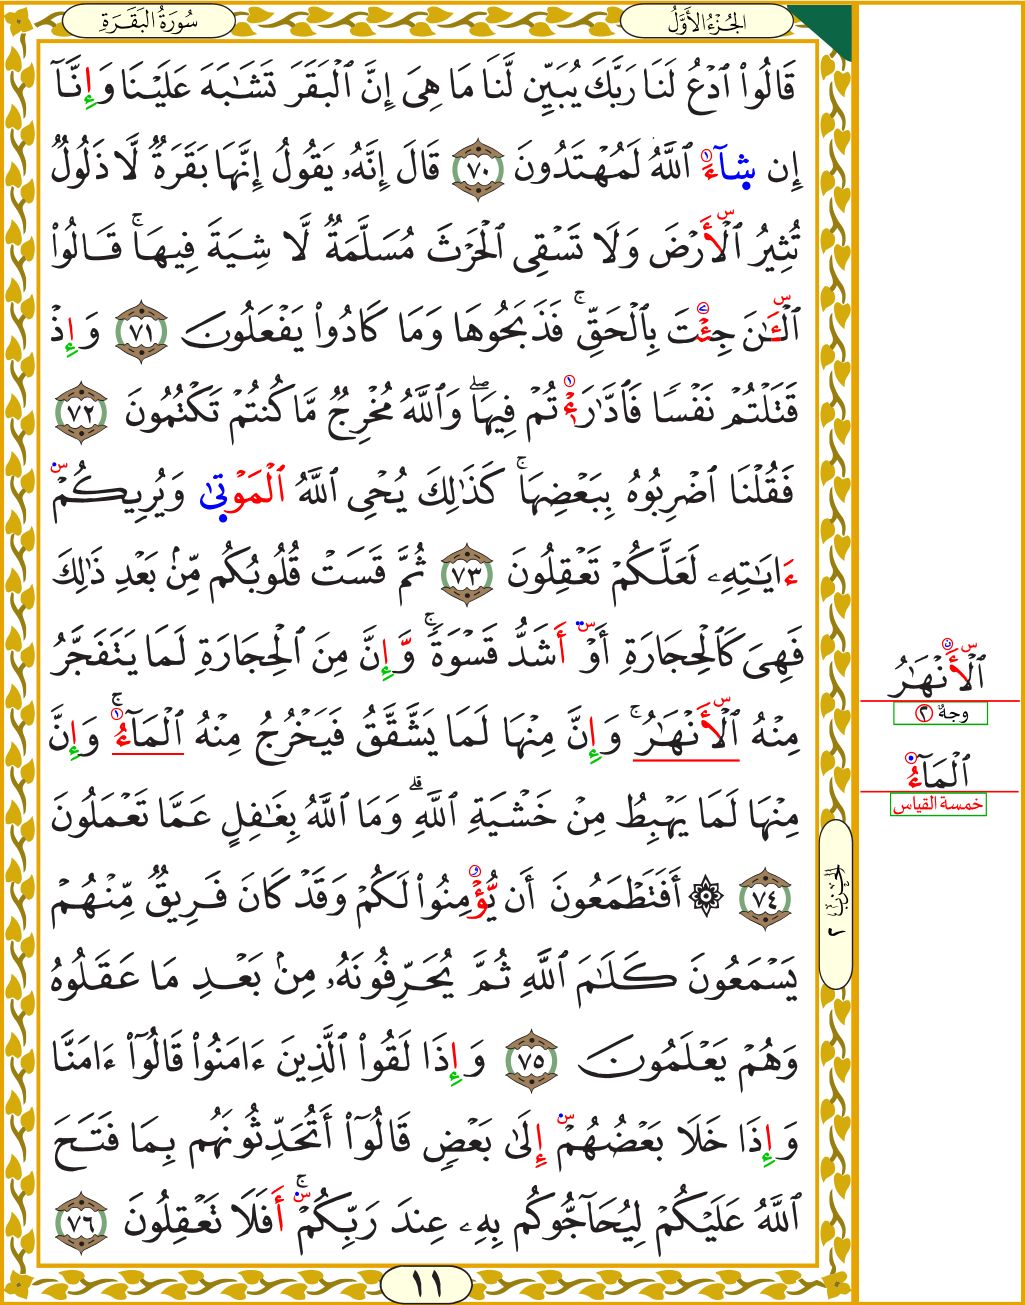 الجُزْءُ الأَوَّلُ
سُورَةُ البَقَرَةِ
قَالُوا۟ ٱدۡعُ لَنَا رَبَّكَ يُبَيِّن لَّنَا مَا هِىَ إِنَّ ٱلۡبَقَرَ تَشَـٰبَهَ عَلَيۡنَا وَإِنَّآ
إِن شَآءَ ٱللَّهُ لَمُهۡتَدُونَ ٧٠ قَالَ إِنَّهُۥ يَقُولُ إِنَّهَا بَقَرَةٌ لَّا ذَلُولٌ
تُثِيرُ ٱلۡأَرۡضَ وَلَا تَسۡقِى ٱلۡحَرۡثَ مُسَلَّمَةٌ لَّا شِيَةَ فِيهَاۚ قَـالُوا۟
ٱلۡـَٔـٰنَ جِئۡتَ بِٱلۡحَقِّۚ فَذَبَحُوهَا وَمَا كَادُوا۟ يَفۡعَلُونَ ٧١ وَإِذۡ
قَتَلۡتُمۡ نَفۡسًا فَٱدَّٰرَٰٔۡتُمۡ فِيهَاۖ وَٱللَّهُ مُخۡرِجٌ مَّا كُنتُمۡ تَكۡتُمُونَ ٧٢
فَقُلۡنَا ٱضۡرِبُوهُ بِبَعۡضِهَاۚ كَذَٰلِكَ يُحۡىِ ٱللَّهُ ٱلۡمَوۡتَىٰ وَيُرِيكُمۡ
ءَايَـٰتِهِۦ لَعَلَّكُمۡ تَعۡقِلُونَ ٧٣ ثُمَّ قَسَتۡ قُلُوبُكُم مِّنۢ بَعۡدِ ذَٰلِكَ
فَهِىَ كَٱلۡحِجَارَةِ أَوۡ أَشَدُّ قَسۡوَةًۚ وَإِنَّ مِنَ ٱلۡحِجَارَةِ لَمَا يَتَفَجَّرُ
مِنۡهُ ٱلۡأَنۡهَـٰرُۚ وَإِنَّ مِنۡهَا لَمَا يَشَّقَّقُ فَيَخۡرُجُ مِنۡهُ ٱلۡمَآءُۚ وَإِنَّ
مِنۡهَا لَمَا يَهۡبِطُ مِنۡ خَشۡيَةِ ٱللَّهِۗ وَمَا ٱللَّهُ بِغَـٰفِلٍ عَمَّا تَعۡمَلُونَ
٧٤ ۞ أَفَتَطۡمَعُونَ أَن يُؤۡمِنُوا۟ لَكُمۡ وَقَدۡ كَانَ فَرِيقٌ مِّنۡهُمۡ
يَسۡمَعُونَ كَلَـٰمَ ٱللَّهِ ثُمَّ يُحَرِّفُونَهُۥ مِنۢ بَعۡدِ مَا عَقَلُوهُ
وَهُمۡ يَعۡلَمُونَ ٧٥ وَإِذَا لَقُوا۟ ٱلَّذِينَ ءَامَنُوا۟ قَالُوٓا۟ ءَامَنَّا
وَإِذَا خَلَا بَعۡضُهُمۡ إِلَىٰ بَعۡضٍ قَالُوٓا۟ أَتُحَدِّثُونَهُم بِمَا فَتَحَ
ٱللَّهُ عَلَيۡكُمۡ لِيُحَآجُّوكُم بِهِۦ عِندَ رَبِّكُمۡۚ أَفَلَا تَعۡقِلُونَ ٧٦
١١
الحِزْبُ ٢
ٱلۡأَنۡهَـٰرُ
وجهٌ ٣
ٱلۡمَآءُ
خمسة القياس